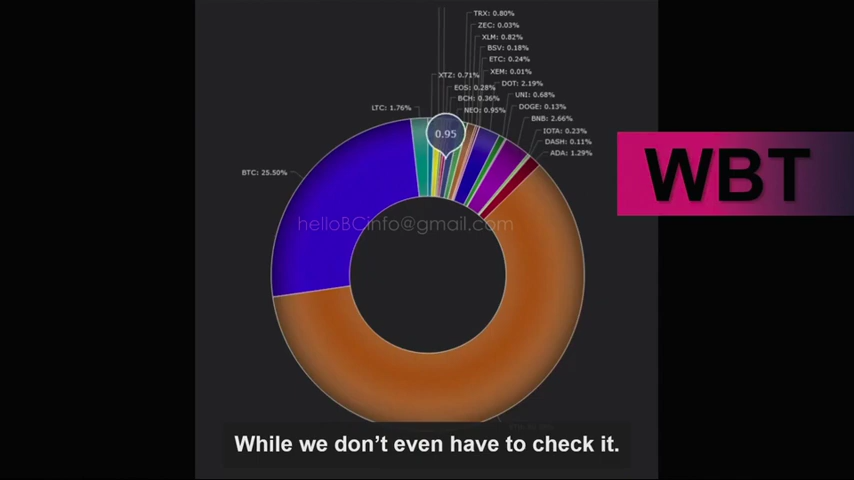 TRX: 0.80%
ZEC: 0.03%
XLM: 0.82%
BSV: 0.18%
ETC: 0.24%
XEM: 0.01%
XTZ: 0.71%
DOT: 2.19%
EOS: 0.28%
UNI: 0.68%
BCH: 0.36%
DOGE: 0.13%
LTC: 1.76%
NEO: 0.95%
BNB: 2.66%
0.95
IOTA: 0.23%
DASH: 0.11%
ADA: 1.29%
BTC: 25.50%
WBT
helloBCinfo@gmail.com
While we don't even have to check it.